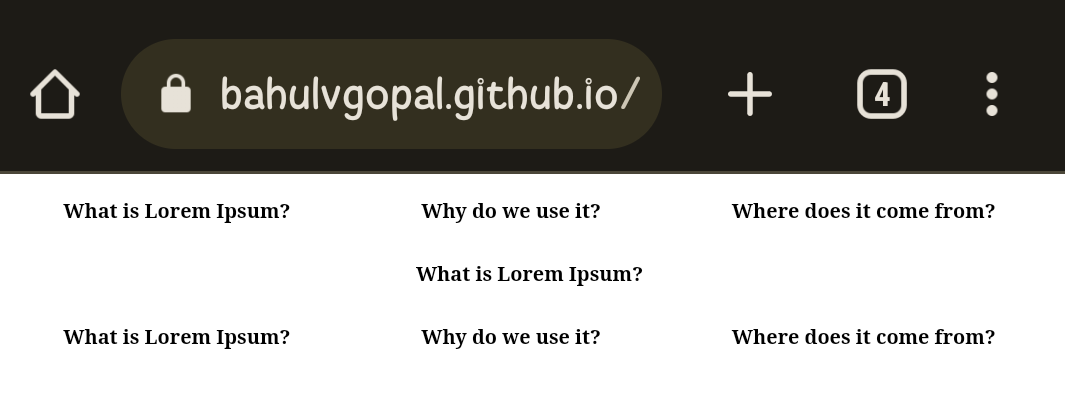 bahulvgopal.github.io/
4
What is Lorem Ipsum? Why do we use it? Where does it come from?
What is Lorem Ipsum?
What is Lorem Ipsum? Why do we use it? Where does it come from?